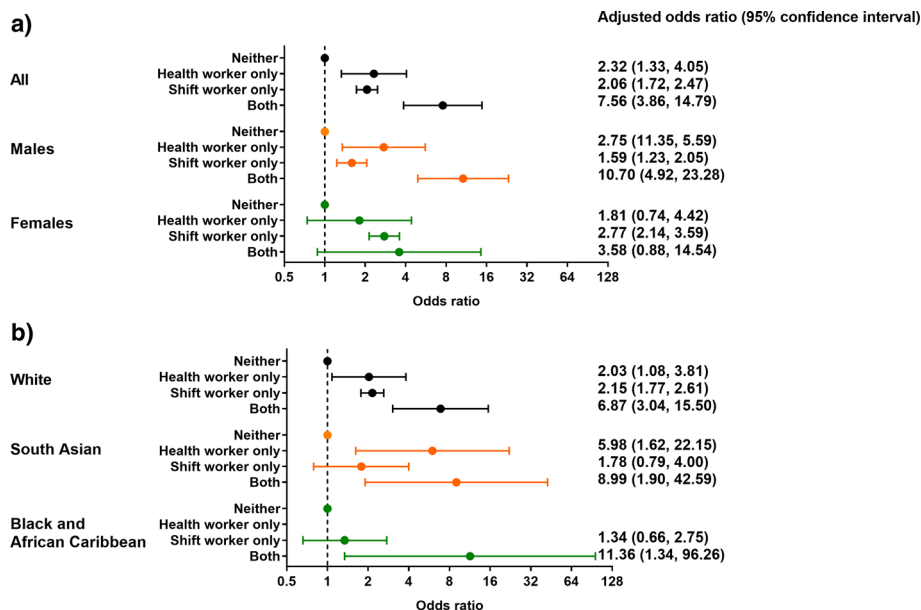 Adjusted odds ratio (95% confidence interval)
a)
Neither
All
Health worker only 2.32 (1.33, 4.05)
Shift worker only 2.06 (1.72, 2.47)
Both 7.56 (3.86, 14.79)
Neither
Males
Health worker only 2.75 (11.35, 5.59)
Shift worker only 1.59 (1.23, 2.05)
Both 10.70 (4.92, 23.28)
Neither
Females
Health worker only 1.81 (0.74, 4.42)
Shift worker only 2.77 (2.14, 3.59)
Both 3.58 (0.88, 14.54)
0.5 1 2 4 8 16 32 64 128
Odds ratio
b)
Neither
White
Health worker only 2.03 (1.08, 3.81)
Shift worker only 2.15 (1.77, 2.61)
Both 6.87 (3.04, 15.50)
Neither
South Asian
Health worker only 5.98 (1.62, 22.15)
Shift worker only 1.78 (0.79, 4.00)
Both 8.99 (1.90, 42.59)
Neither
Black and
African Caribbean
Health worker only
Shift worker only 1.34 (0.66, 2.75)
Both 11.36 (1.34, 96.26)
0.5 1 2 4 8 16 32 64 128
Odds ratio